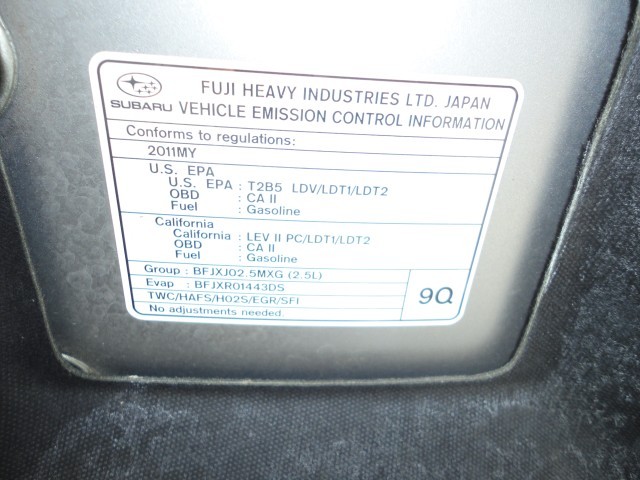 FUJI HEAVY INDUSTRIES LTD. JAPAN
SUBARU VEHICLE EMISSION CONTROL INFORMATION
Conforms to regulations:
2011MY
U.S. EPA
U.S. EPA : T2B5 LDV/LDT1/LDT2
OBD : CA II
Fuel : Gasoline
California
California : LEV II PC/LDT1/LDT2
OBD : CA II
Fuel : Gasoline
Group : BFJXJ02.5MXG (2.5L)
Evap : BFJXR01443DS
TWC/HAFS/HO2S/EGR/SFI
No adjustments needed.
9Q